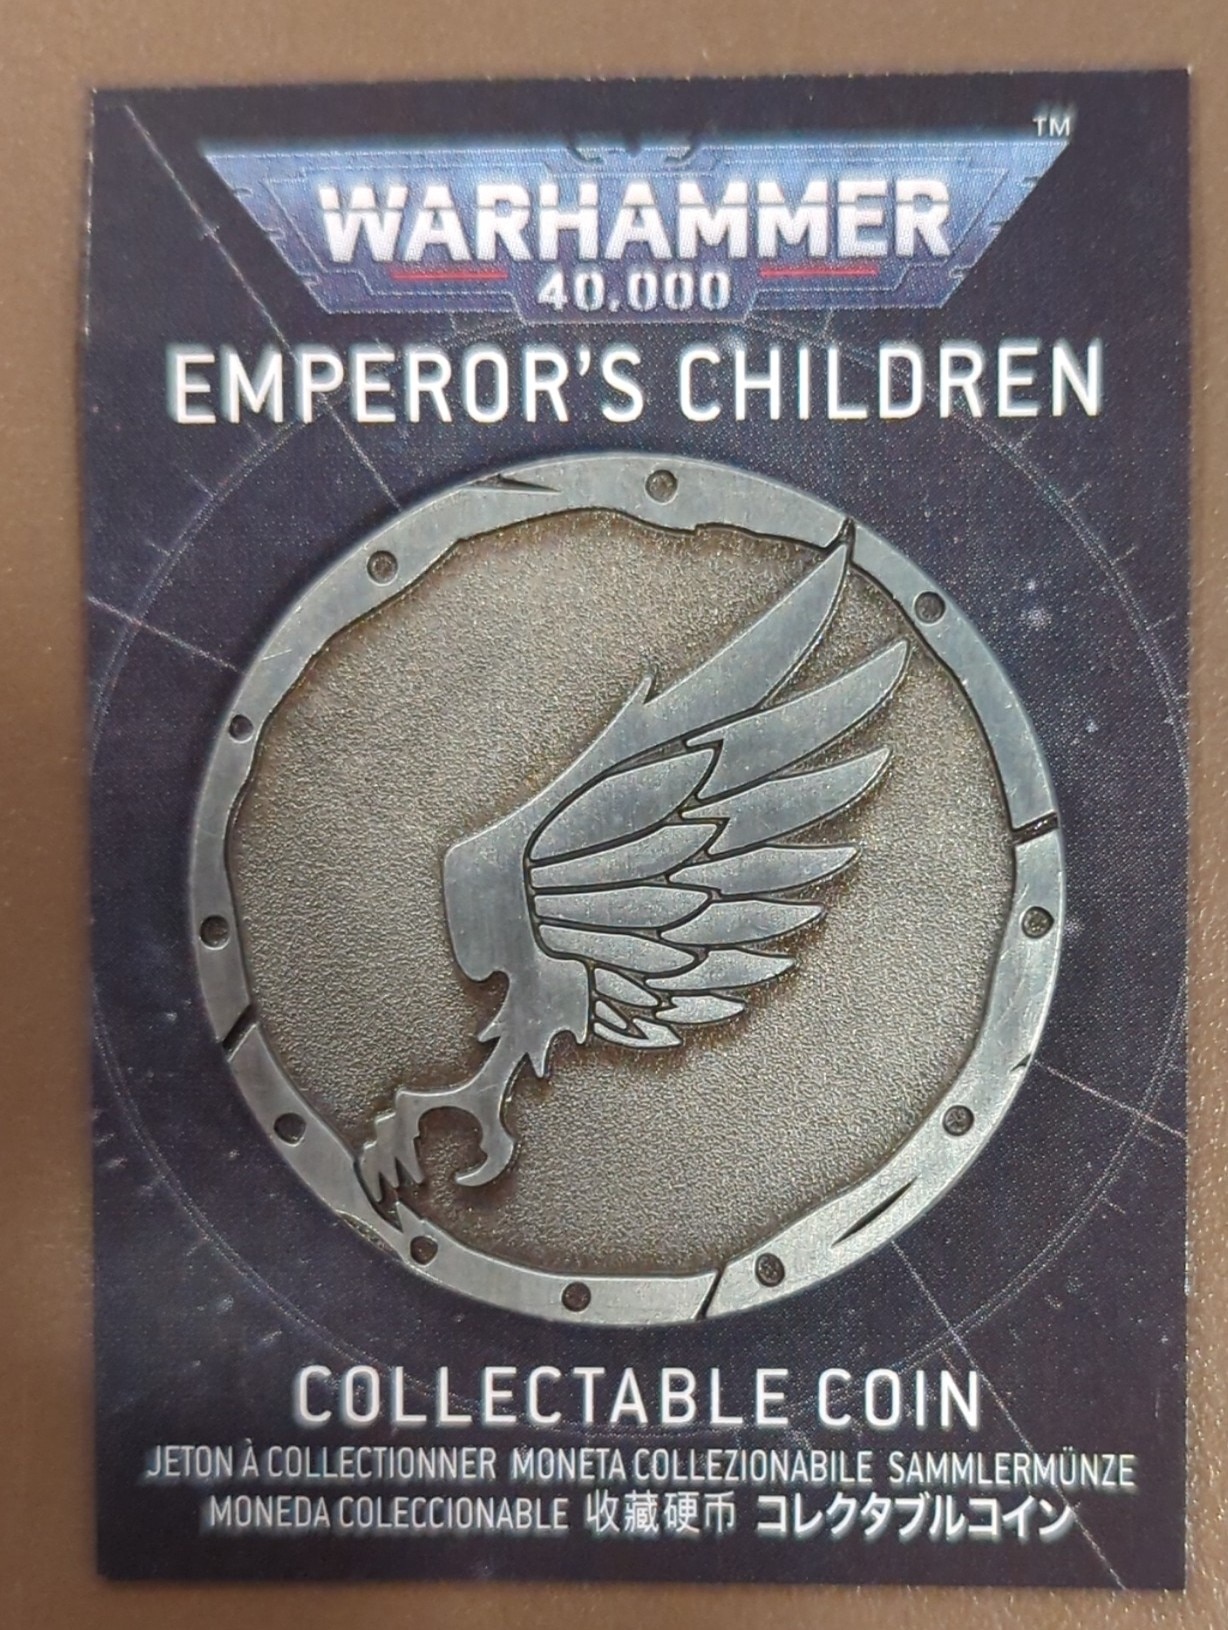 TM
WARHAMMER
40,000
EMPEROR'S CHILDREN
COLLECTABLE COIN
JETON À COLLECTIONNER MONETA COLLEZIONABILE SAMMLERMÜNZE
MONEDA COLECCIONABLE 收藏硬币 コレクタブルコイン